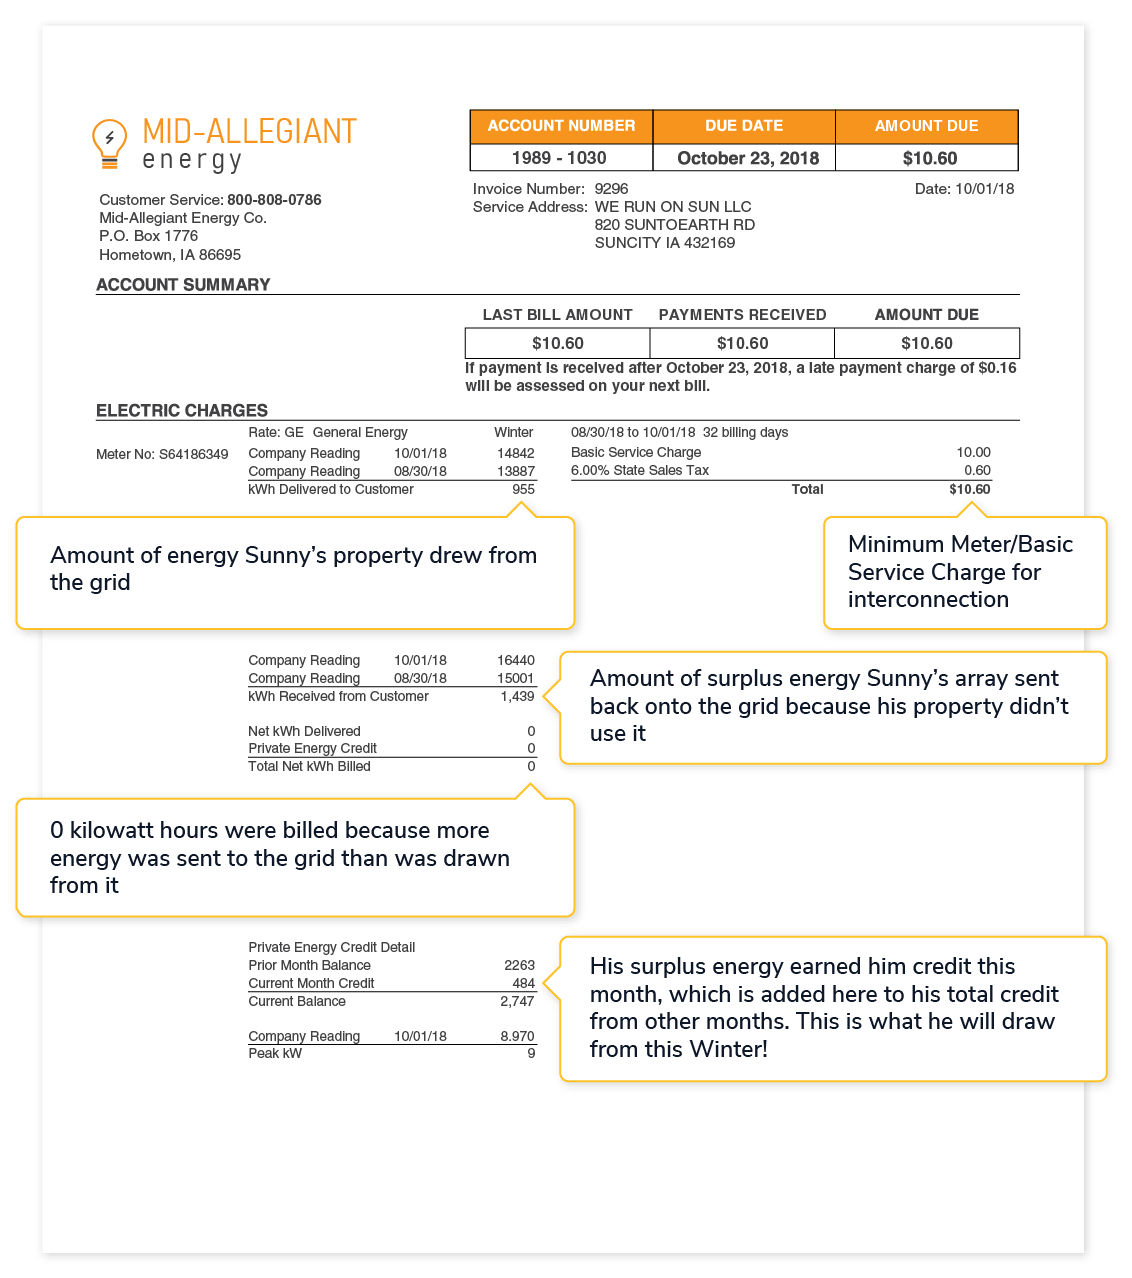 MID-ALLEGIANT
energy
ACCOUNT NUMBER DUE DATE AMOUNT DUE
1989 - 1030 October 23, 2018 $10.60
Invoice Number: 9296 Date: 10/01/18
Service Address: WE RUN ON SUN LLC
820 SUNTOEARTH RD
SUNCITY IA 432169
Customer Service: 800-808-0786
Mid-Allegiant Energy Co.
P.O. Box 1776
Hometown, IA 86695
ACCOUNT SUMMARY
LAST BILL AMOUNT PAYMENTS RECEIVED AMOUNT DUE
$10.60 $10.60 $10.60
If payment is received after October 23, 2018, a late payment charge of $0.16
will be assessed on your next bill.
ELECTRIC CHARGES
Rate: GE General Energy Winter 08/30/18 to 10/01/18 32 billing days
Meter No: S64186349 Company Reading 10/01/18 14842 Basic Service Charge 10.00
Company Reading 08/30/18 13887 6.00% State Sales Tax 0.60
kWh Delivered to Customer 955 Total $10.60
Amount of energy Sunny's property drew from
the grid
Minimum Meter/Basic
Service Charge for
interconnection
Company Reading 10/01/18 16440
Company Reading 08/30/18 15001
kWh Received from Customer 1,439
Amount of surplus energy Sunny's array sent
back onto the grid because his property didn't
use it
Net kWh Delivered 0
Private Energy Credit 0
Total Net kWh Billed 0
0 kilowatt hours were billed because more
energy was sent to the grid than was drawn
from it
Private Energy Credit Detail
Prior Month Balance 2263
Current Month Credit 484
Current Balance 2,747
His surplus energy earned him credit this
month, which is added here to his total credit
from other months. This is what he will draw
from this Winter!
Company Reading 10/01/18 8.970
Peak kW 9